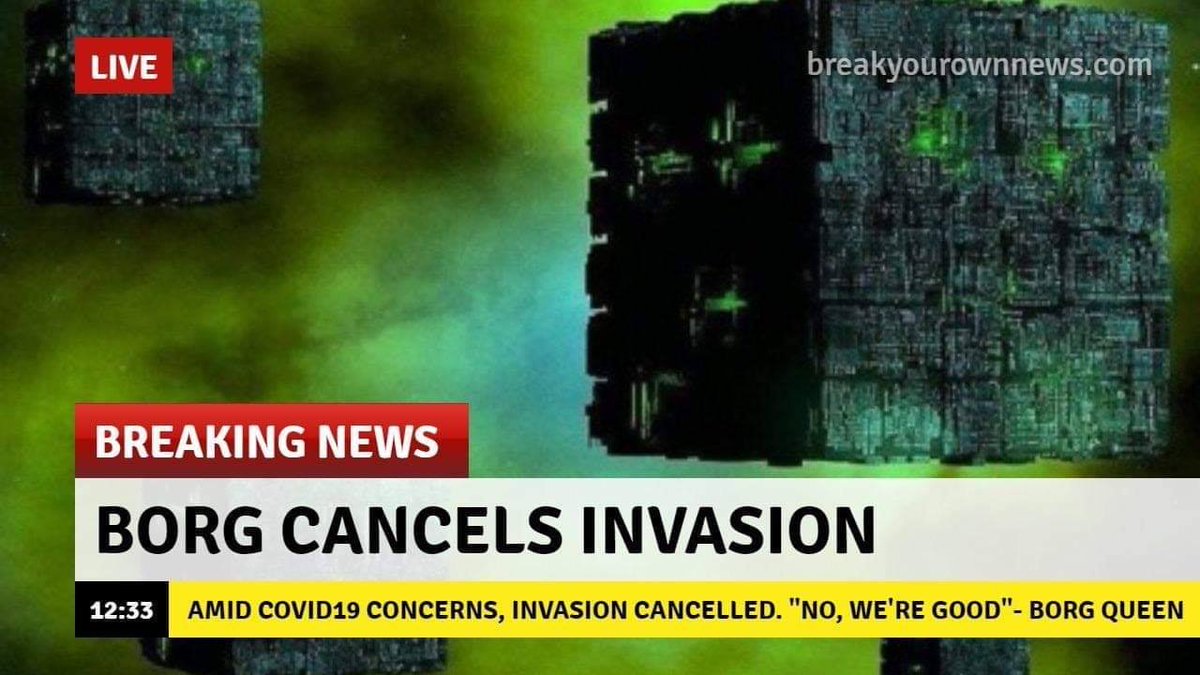 LIVE
breakyourownnews.com
BREAKING NEWS
BORG CANCELS INVASION
12:33
AMID COVID19 CONCERNS, INVASION CANCELLED. "NO, WE'RE GOOD"- BORG QUEEN